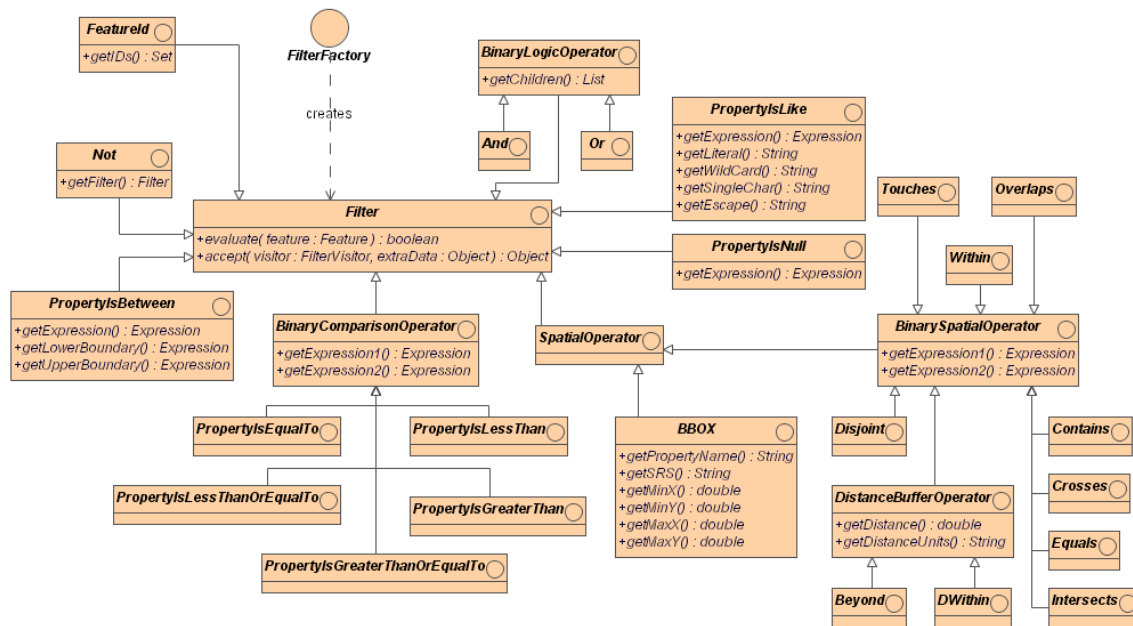 FeatureId
+getIDs() : Set
FilterFactory
creates
BinaryLogicOperator
+getChildren() : List
And
Or
PropertyIsLike
+getExpression() : Expression
+getLiteral() : String
+getWildCard() : String
+getSingleChar() : String
+getEscape() : String
Not
+getFilter() : Filter
Filter
+evaluate( feature : Feature ) : boolean
+accept( visitor : FilterVisitor, extraData : Object ) : Object
PropertyIsNull
+getExpression() : Expression
Touches
Overlaps
Within
PropertyIsBetween
+getExpression() : Expression
+getLowerBoundary() : Expression
+getUpperBoundary() : Expression
BinaryComparisonOperator
+getExpression1() : Expression
+getExpression2() : Expression
SpatialOperator
BinarySpatialOperator
+getExpression1() : Expression
+getExpression2() : Expression
PropertyIsEqualTo
PropertyIsLessThan
PropertyIsLessThanOrEqualTo
PropertyIsGreaterThan
PropertyIsGreaterThanOrEqualTo
BBOX
+getPropertyName() : String
+getSRS() : String
+getMinX() : double
+getMinY() : double
+getMaxX() : double
+getMaxY() : double
Disjoint
Contains
DistanceBufferOperator
+getDistance() : double
+getDistanceUnits() : String
Crosses
Equals
Beyond
DWithin
Intersects